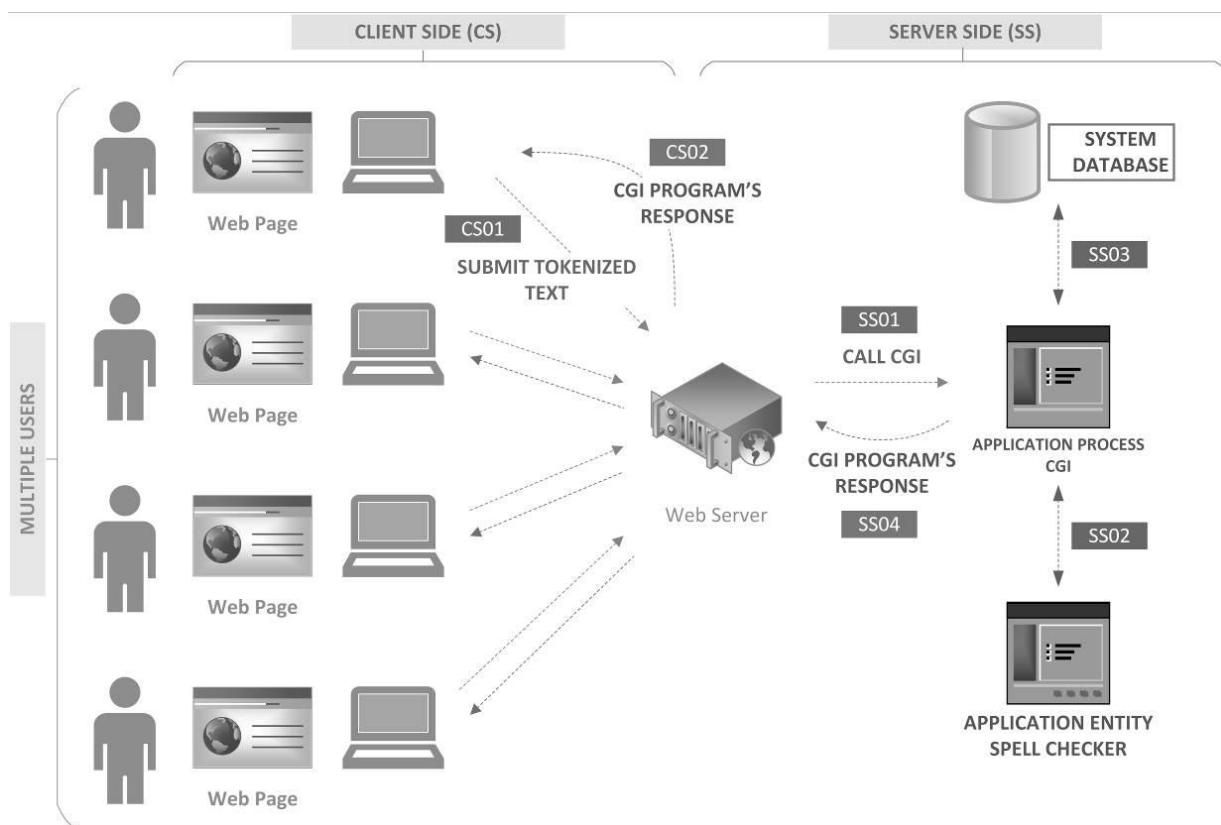 CLIENT SIDE (CS)
SERVER SIDE (SS)
MULTIPLE USERS
Web Page
Web Page
Web Page
Web Page
CS01
SUBMIT TOKENIZED
TEXT
CS02
CGI PROGRAM'S
RESPONSE
Web Server
SS01
CALL CGI
CGI PROGRAM'S
RESPONSE
SS04
SYSTEM
DATABASE
SS03
APPLICATION PROCESS
CGI
SS02
APPLICATION ENTITY
SPELL CHECKER